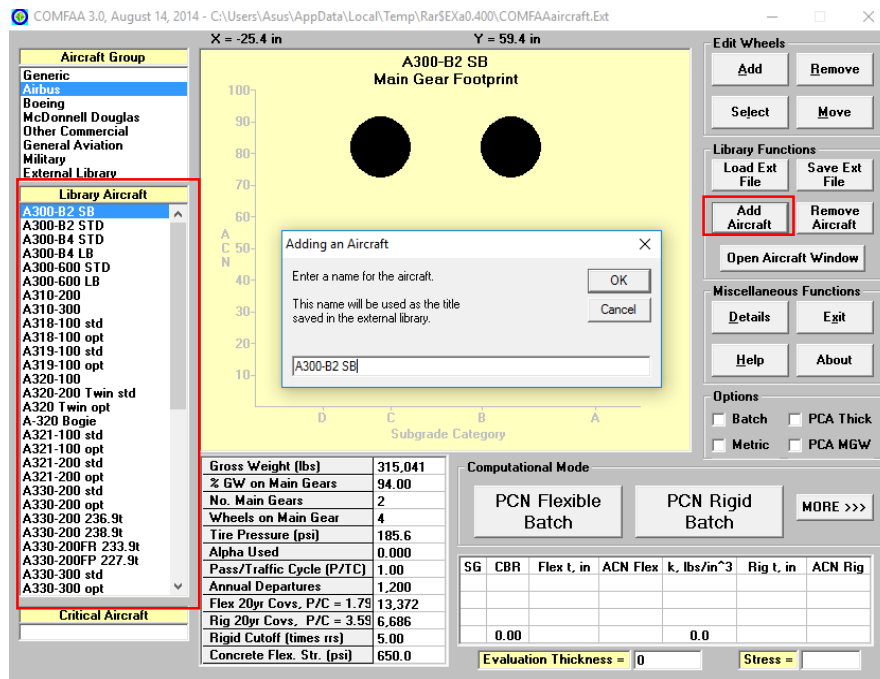 COMFAA 3.0, August 14, 2014 - C:\Users\Asus\AppData\Local\Temp\Rar$EXa0.400\COMFAAaircraft.Ext
X = -25.4 in Y = 59.4 in
Aircraft Group
Generic
Airbus
Boeing
McDonnell Douglas
Other Commercial
General Aviation
Military
External Library
Library Aircraft
A300-B2 SB
A300-B2 STD
A300-B4 STD
A300-B4 LB
A300-600 STD
A300-600 LB
A310-200
A310-300
A318-100 std
A318-100 opt
A319-100 std
A319-100 opt
A320-100
A320-200 Twin std
A320 Twin opt
A-320 Bogie
A321-100 std
A321-100 opt
A321-200 std
A321-200 opt
A330-200 std
A330-200 opt
A330-200 236.9t
A330-200 238.9t
A330-200FR 233.9t
A330-200FP 227.9t
A330-300 std
A330-300 opt
Critical Aircraft
A300-B2 SB
Main Gear Footprint
100
90
80
70
60
50
40
30
20
10
A
C
N
D C B A
Subgrade Category
Adding an Aircraft
Enter a name for the aircraft.
This name will be used as the title
saved in the external library.
OK
Cancel
A300-B2 SB
Gross Weight (lbs) 315,041
% GW on Main Gears 94.00
No. Main Gears 2
Wheels on Main Gear 4
Tire Pressure (psi) 185.6
Alpha Used 0.000
Pass/Traffic Cycle (P/TC) 1.00
Annual Departures 1,200
Flex 20yr Covs, P/C = 1.79 13,372
Rig 20yr Covs, P/C = 3.59 6,686
Rigid Cutoff (times rrs) 5.00
Concrete Flex. Str. (psi) 650.0
Edit Wheels
Add Remove
Select Move
Library Functions
Load Ext File
Save Ext File
Add Aircraft
Remove Aircraft
Open Aircraft Window
Miscellaneous Functions
Details Exit
Help About
Options
Batch PCA Thick
Metric PCA MGW
Computational Mode
PCN Flexible Batch
PCN Rigid Batch
MORE >>>
SG CBR Flex t, in ACN Flex k, lbs/in^3 Rig t, in ACN Rig
0.00 0.0
Evaluation Thickness = 0 Stress =